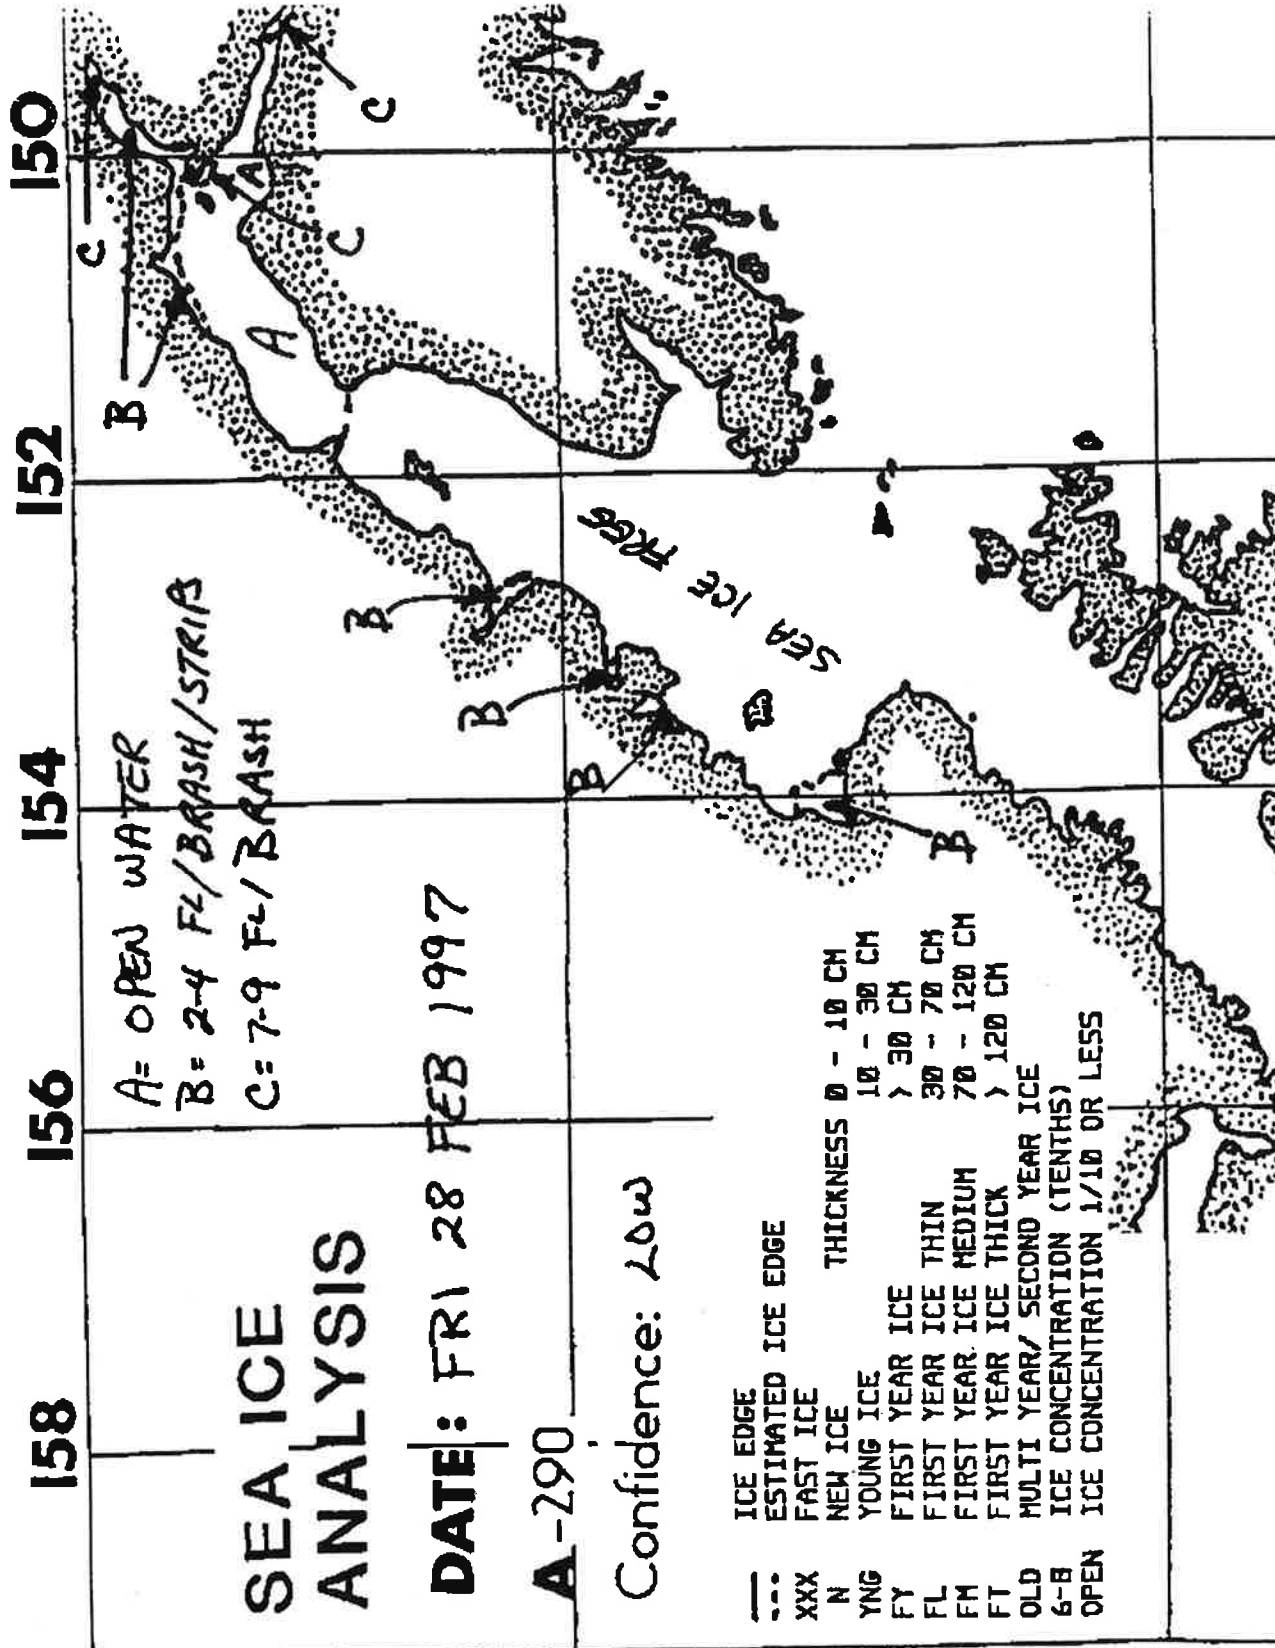 158
156
154
152
150
SEA ICE
ANALYSIS
DATE: FRI 28 FEB 1997
A-290
Confidence: LOW
A= OPEN WATER
B= 2-4 FL/BRASH/STRIPS
C= 7-9 FL/BRASH
C
B
B
B
B
B
A
A
C
C
SEA ICE FREE
ICE EDGE
--- ESTIMATED ICE EDGE
XXX FAST ICE
N NEW ICE THICKNESS 0 - 10 CM
YNG YOUNG ICE 10 - 30 CM
FY FIRST YEAR ICE > 30 CM
FL FIRST YEAR ICE THIN 30 - 70 CM
FM FIRST YEAR ICE MEDIUM 70 - 120 CM
FT FIRST YEAR ICE THICK > 120 CM
OLD MULTI YEAR/ SECOND YEAR ICE
6-8 ICE CONCENTRATION (TENTHS)
OPEN ICE CONCENTRATION 1/10 OR LESS